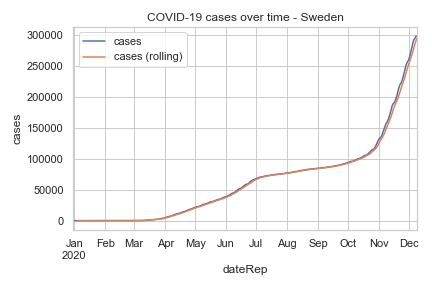 COVID-19 cases over time - Sweden
cases
cases (rolling)
300000
250000
200000
150000
100000
50000
0
cases
Jan Feb Mar Apr May Jun Jul Aug Sep Oct Nov Dec
2020
dateRep